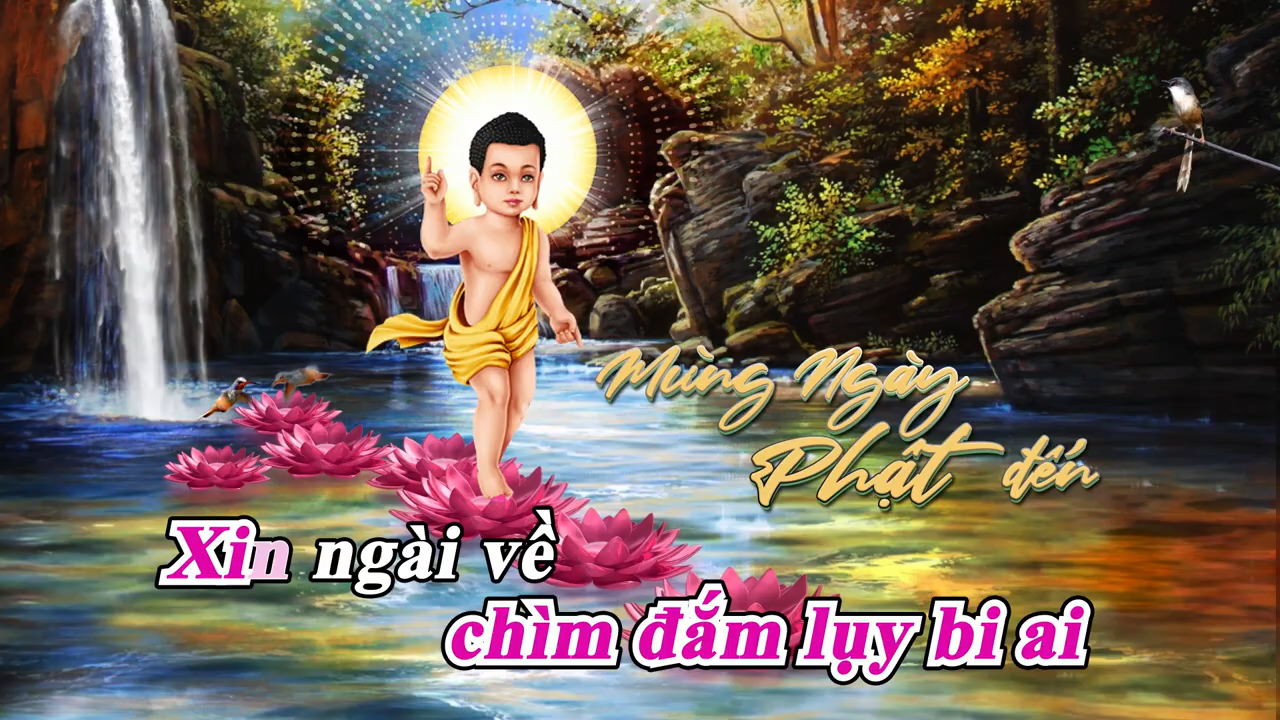 Mừng Ngày
Phật đến
Xin ngài về
chìm đắm lụy bi ai